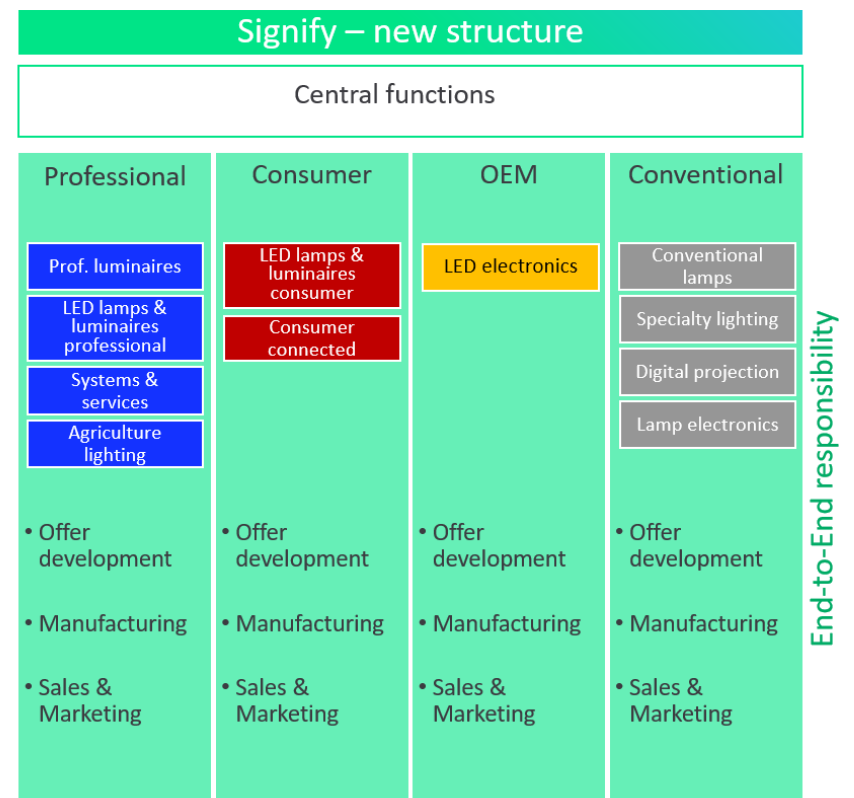 Signify – new structure
Central functions
Professional
Prof. luminaires
LED lamps &
luminaires
professional
Systems &
services
Agriculture
lighting
• Offer
development
• Manufacturing
• Sales &
Marketing
Consumer
LED lamps &
luminaires
consumer
Consumer
connected
• Offer
development
• Manufacturing
• Sales &
Marketing
OEM
LED electronics
• Offer
development
• Manufacturing
• Sales &
Marketing
Conventional
Conventional
lamps
Specialty lighting
Digital projection
Lamp electronics
• Offer
development
• Manufacturing
• Sales &
Marketing
End-to-End responsibility